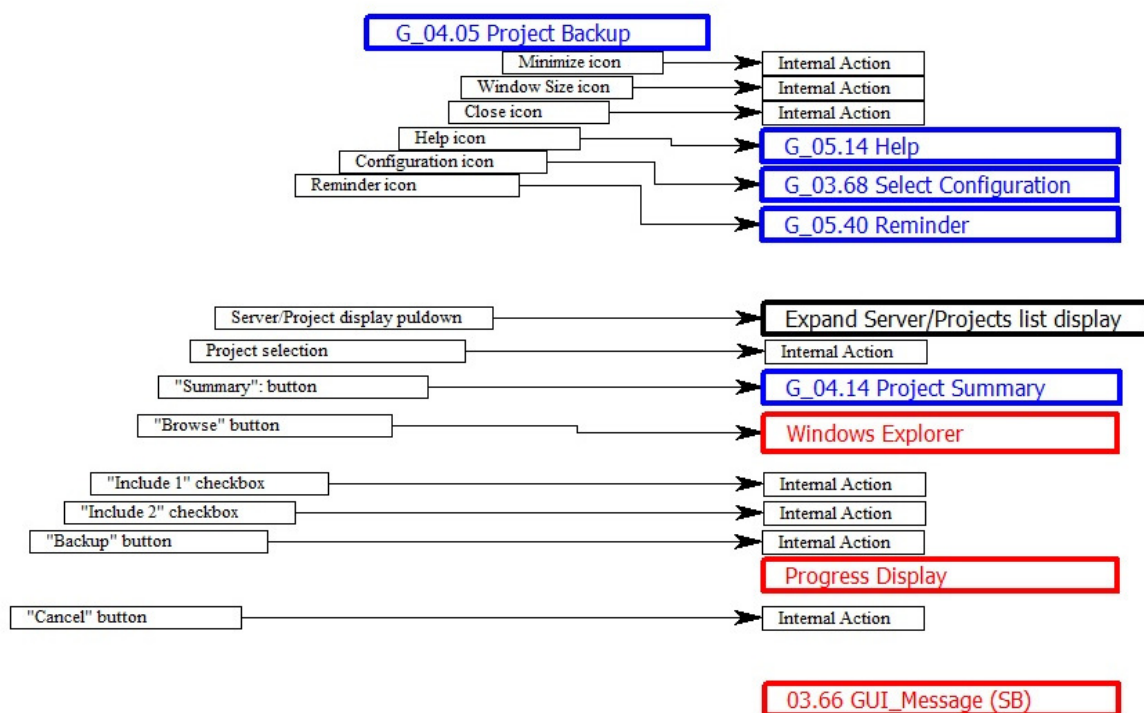 G_04.05 Project Backup
Minimize icon
Internal Action
Window Size icon
Internal Action
Close icon
Internal Action
Help icon
G_05.14 Help
Configuration icon
G_03.68 Select Configuration
Reminder icon
G_05.40 Reminder
Server/Project display puldown
Expand Server/Projects list display
Project selection
Internal Action
"Summary": button
G_04.14 Project Summary
"Browse" button
Windows Explorer
"Include 1" checkbox
Internal Action
"Include 2" checkbox
Internal Action
"Backup" button
Internal Action
Progress Display
"Cancel" button
Internal Action
03.66 GUI_Message (SB)